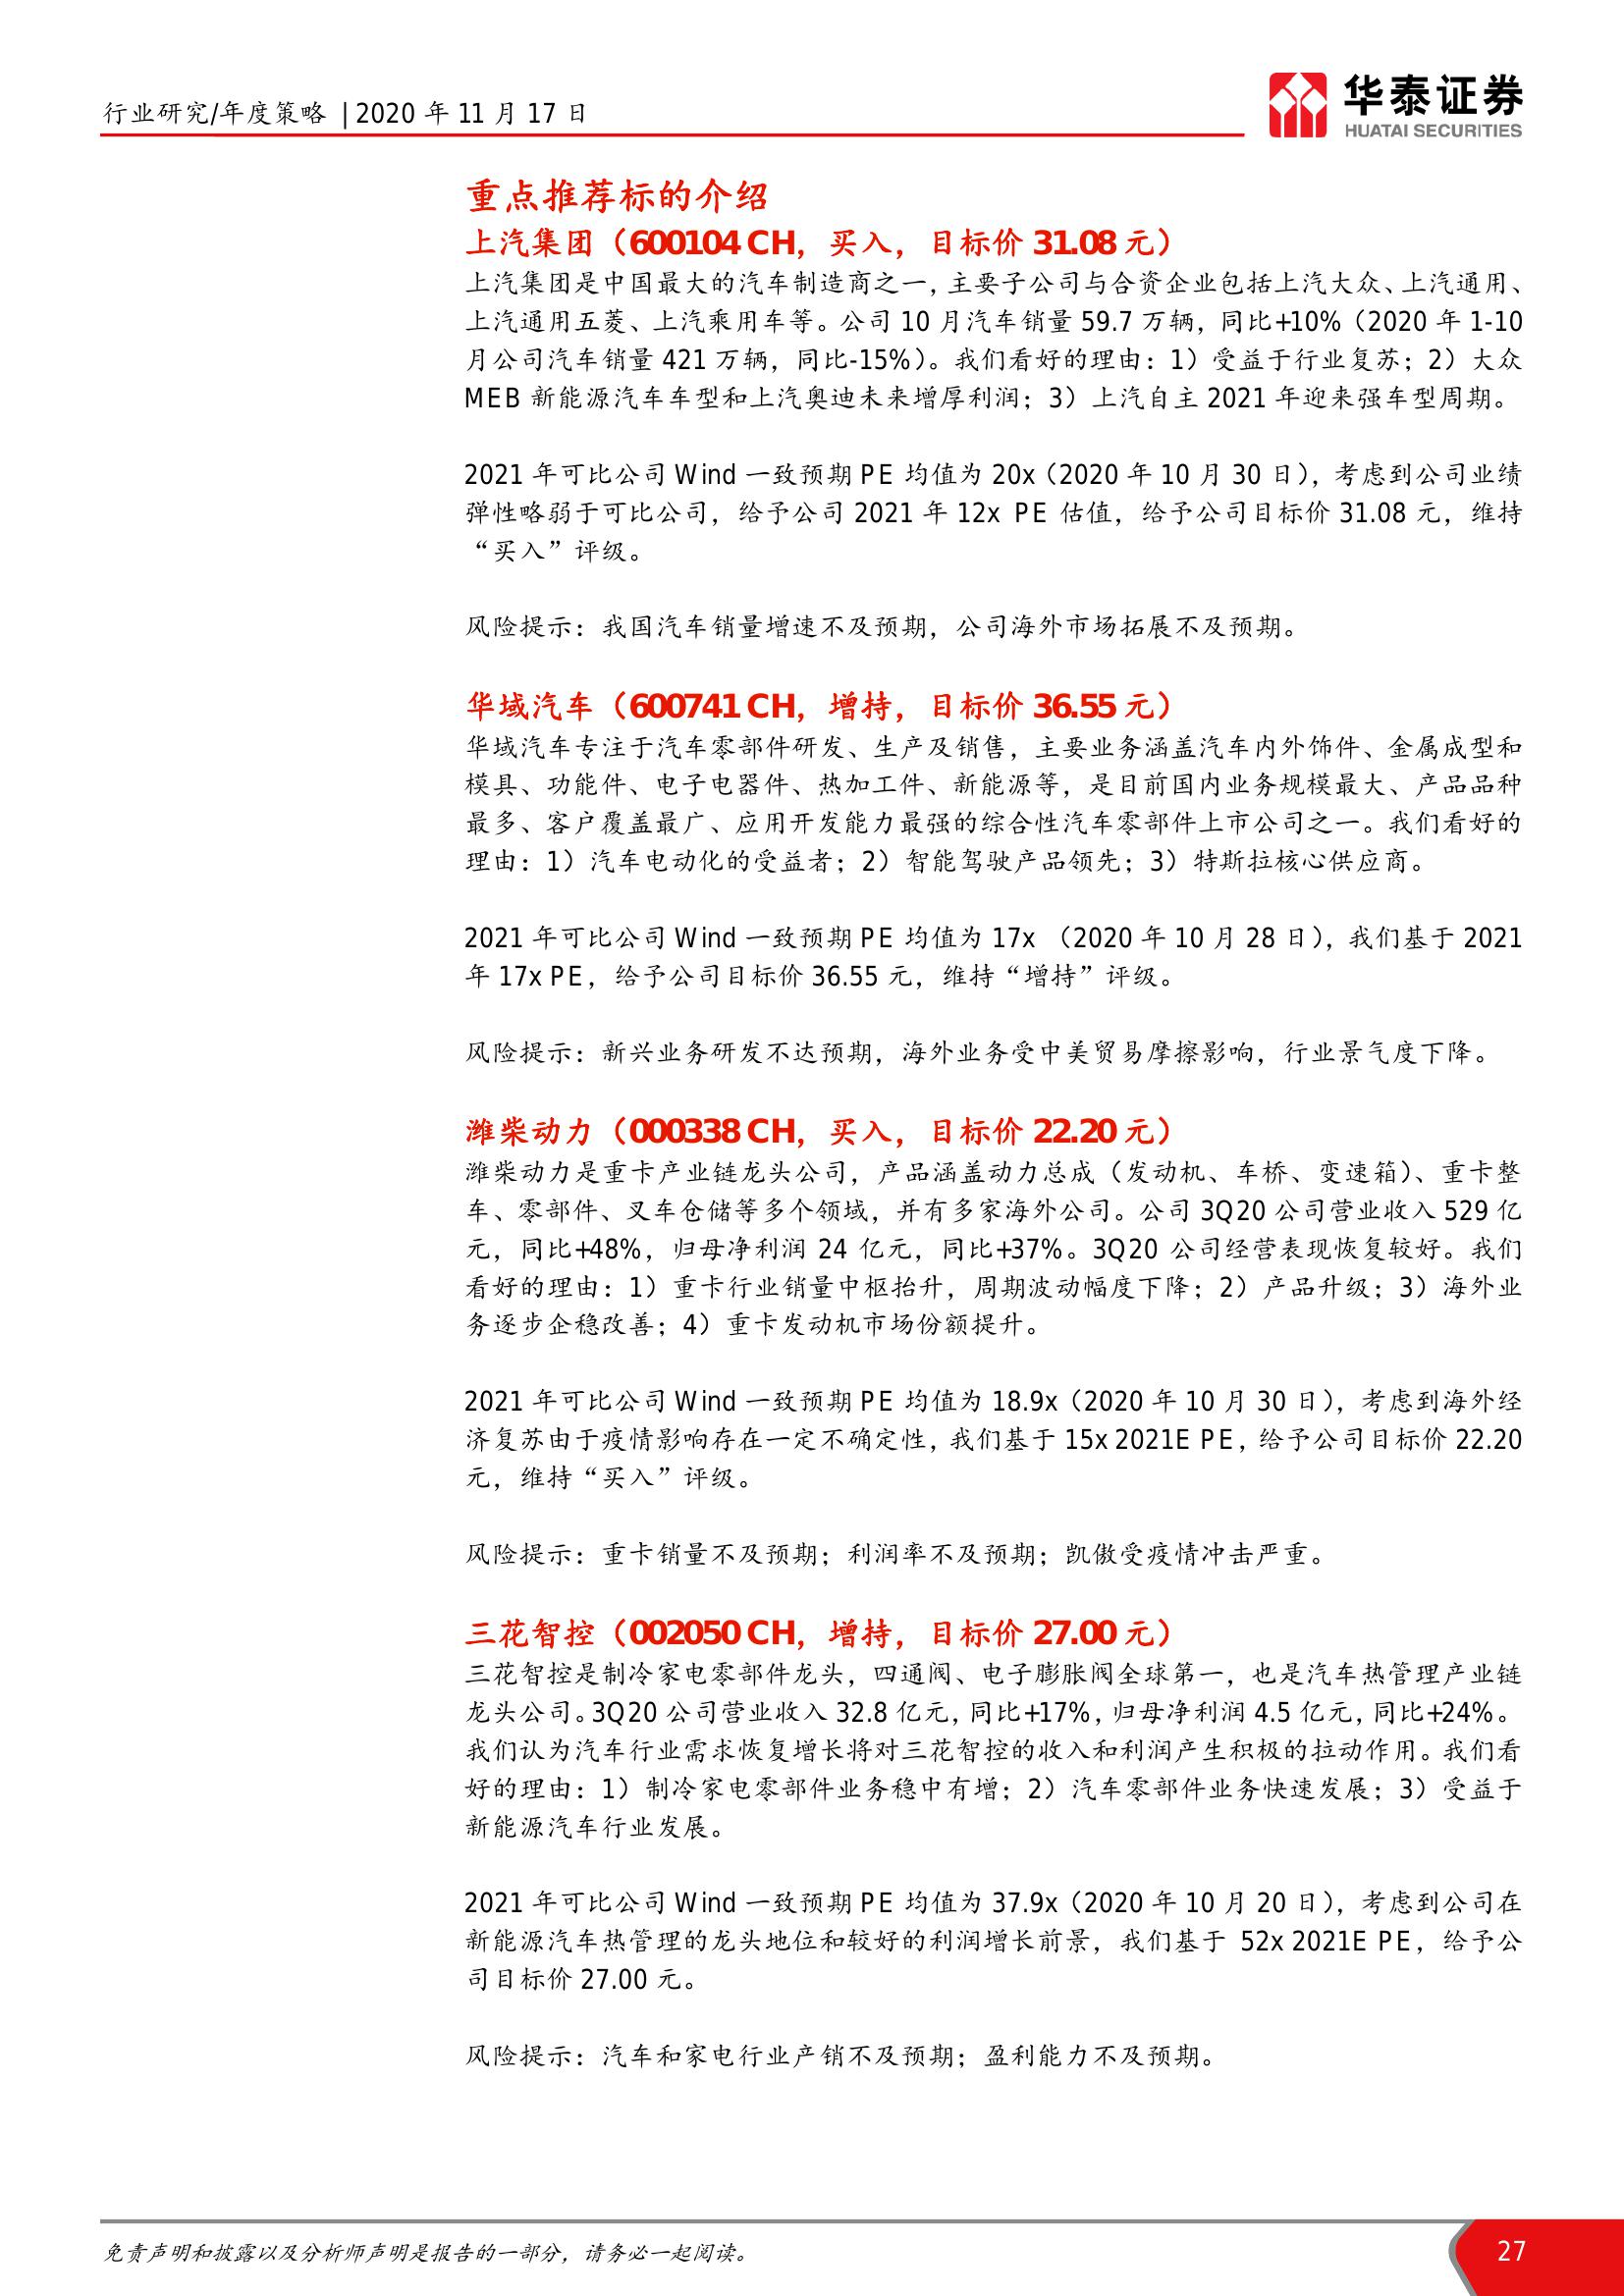 行业研究/年度策略 | 2020 年 11 月 17 日
华泰证券
HUATAI SECURITIES
重点推荐标的介绍
上汽集团（600104 CH，买入，目标价 31.08 元）
上汽集团是中国最大的汽车制造商之一，主要子公司与合资企业包括上汽大众、上汽通用、
上汽通用五菱、上汽乘用车等。公司 10 月汽车销量 59.7 万辆，同比+10%（2020 年 1-10
月公司汽车销量 421 万辆，同比-15%）。我们看好的理由：1）受益于行业复苏；2）大众
MEB 新能源汽车车型和上汽奥迪未来增厚利润；3）上汽自主 2021 年迎来强车型周期。
2021 年可比公司 Wind 一致预期 PE 均值为 20x（2020 年 10 月 30 日），考虑到公司业绩
弹性略弱于可比公司，给予公司 2021 年 12x PE 估值，给予公司目标价 31.08 元，维持
“买入”评级。
风险提示：我国汽车销量增速不及预期，公司海外市场拓展不及预期。
华域汽车（600741 CH，增持，目标价 36.55 元）
华域汽车专注于汽车零部件研发、生产及销售，主要业务涵盖汽车内外饰件、金属成型和
模具、功能件、电子电器件、热加工件、新能源等，是目前国内业务规模最大、产品品种
最多、客户覆盖最广、应用开发能力最强的综合性汽车零部件上市公司之一。我们看好的
理由：1）汽车电动化的受益者；2）智能驾驶产品领先；3）特斯拉核心供应商。
2021 年可比公司 Wind 一致预期 PE 均值为 17x （2020 年 10 月 28 日），我们基于 2021
年 17x PE，给予公司目标价 36.55 元，维持“增持”评级。
风险提示：新兴业务研发不达预期，海外业务受中美贸易摩擦影响，行业景气度下降。
潍柴动力（000338 CH，买入，目标价 22.20 元）
潍柴动力是重卡产业链龙头公司，产品涵盖动力总成（发动机、车桥、变速箱）、重卡整
车、零部件、叉车仓储等多个领域，并有多家海外公司。公司 3Q20 公司营业收入 529 亿
元，同比+48%，归母净利润 24 亿元，同比+37%。3Q20 公司经营表现恢复较好。我们
看好的理由：1）重卡行业销量中枢抬升，周期波动幅度下降；2）产品升级；3）海外业
务逐步企稳改善；4）重卡发动机市场份额提升。
2021 年可比公司 Wind 一致预期 PE 均值为 18.9x（2020 年 10 月 30 日），考虑到海外经
济复苏由于疫情影响存在一定不确定性，我们基于 15x 2021E PE，给予公司目标价 22.20
元，维持“买入”评级。
风险提示：重卡销量不及预期；利润率不及预期；凯傲受疫情冲击严重。
三花智控（002050 CH，增持，目标价 27.00 元）
三花智控是制冷家电零部件龙头，四通阀、电子膨胀阀全球第一，也是汽车热管理产业链
龙头公司。3Q20 公司营业收入 32.8 亿元，同比+17%，归母净利润 4.5 亿元，同比+24%。
我们认为汽车行业需求恢复增长将对三花智控的收入和利润产生积极的拉动作用。我们看
好的理由：1）制冷家电零部件业务稳中有增；2）汽车零部件业务快速发展；3）受益于
新能源汽车行业发展。
2021 年可比公司 Wind 一致预期 PE 均值为 37.9x（2020 年 10 月 20 日），考虑到公司在
新能源汽车热管理的龙头地位和较好的利润增长前景，我们基于 52x 2021E PE，给予公
司目标价 27.00 元。
风险提示：汽车和家电行业产销不及预期；盈利能力不及预期。
免责声明和披露以及分析师声明是报告的一部分，请务必一起阅读。
27